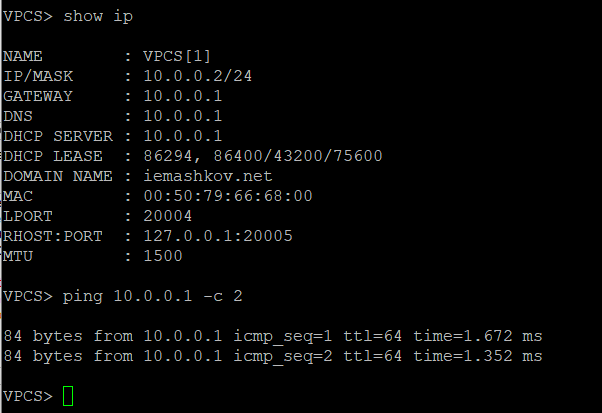 VPCS> show ip
NAME        : VPCS[1]
IP/MASK     : 10.0.0.2/24
GATEWAY     : 10.0.0.1
DNS         : 10.0.0.1
DHCP SERVER : 10.0.0.1
DHCP LEASE  : 86294, 86400/43200/75600
DOMAIN NAME : iemashkov.net
MAC         : 00:50:79:66:68:00
LPORT       : 20004
RHOST:PORT  : 127.0.0.1:20005
MTU         : 1500
VPCS> ping 10.0.0.1 -c 2
84 bytes from 10.0.0.1 icmp_seq=1 ttl=64 time=1.672 ms
84 bytes from 10.0.0.1 icmp_seq=2 ttl=64 time=1.352 ms
VPCS>